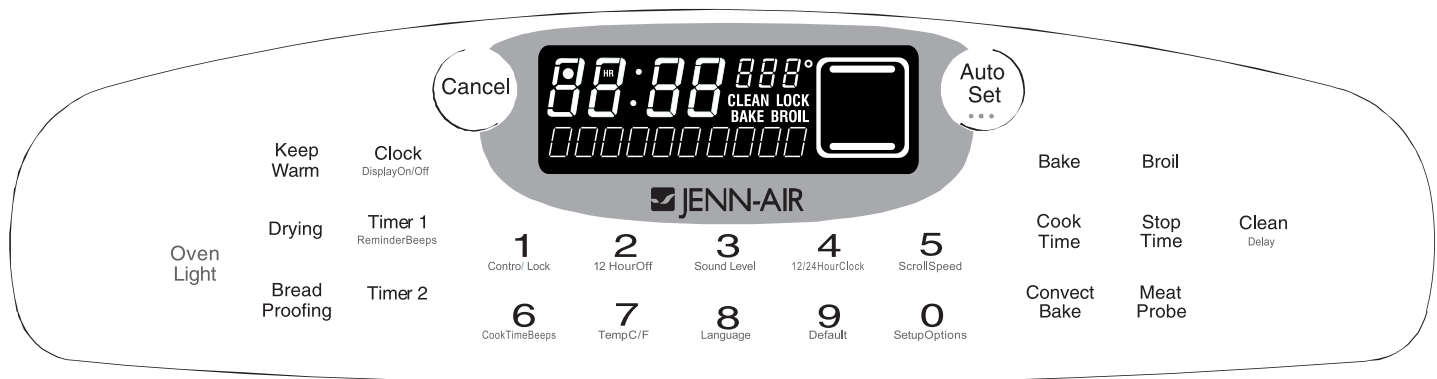 Cancel
88:88
HR
888°
CLEAN LOCK
BAKE BROIL
Auto
Set
JENN-AIR
Keep
Warm
Clock
DisplayOn/Off
Drying
Timer 1
ReminderBeeps
Oven
Light
Bread
Proofing
Timer 2
1
Contro/ Lock
2
12 HourOff
3
Sound Level
4
12/24HourClock
5
ScrollSpeed
6
CookTimeBeeps
7
TempC/F
8
Language
9
Default
0
SetupOptions
Bake
Broil
Cook
Time
Stop
Time
Clean
Delay
Convect
Bake
Meat
Probe